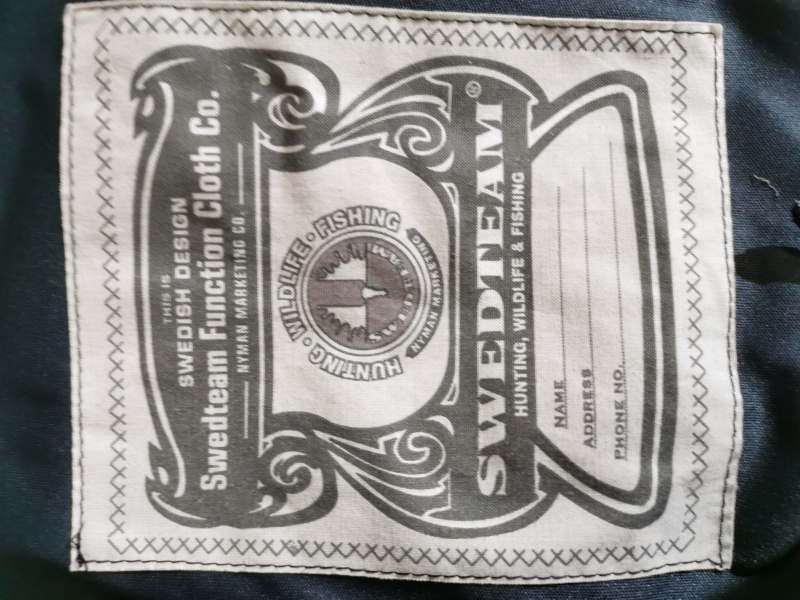 THIS IS
SWEDISH DESIGN
Swedteam Function Cloth Co.
NYMAN MARKETING CO.
HUNTING • WILDLIFE • FISHING
NYMAN MARKETING
SWEDTEAM®
HUNTING, WILDLIFE & FISHING
NAME
ADDRESS
PHONE NO.